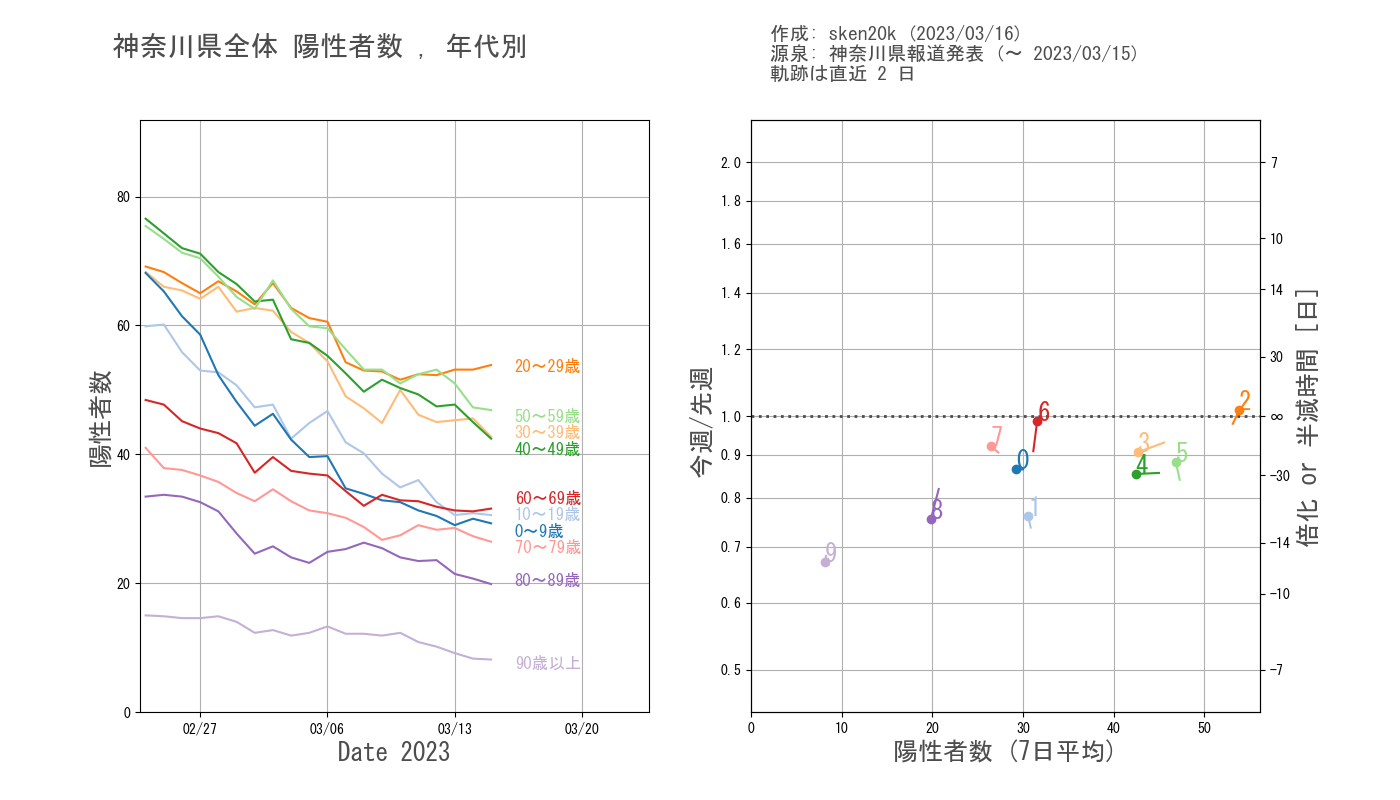 神奈川県全体 陽性者数 , 年代別
作成: sken20k (2023/03/16)
源泉: 神奈川県報道発表 (〜 2023/03/15)
軌跡は直近 2 日
陽性者数
80
60
40
20
0
02/27
03/06
03/13
03/20
Date 2023
20〜29歳
50〜59歳
30〜39歳
40〜49歳
60〜69歳
10〜19歳
0〜9歳
70〜79歳
80〜89歳
90歳以上
今週/先週
2.0
1.8
1.6
1.4
1.2
1.0
0.9
0.8
0.7
0.6
0.5
0
10
20
30
40
50
陽性者数 (7日平均)
2
6
7
3
5
0
4
8
1
9
7
10
14
30
∞
−30
−14
−10
−7
倍化 or 半減時間 [日]